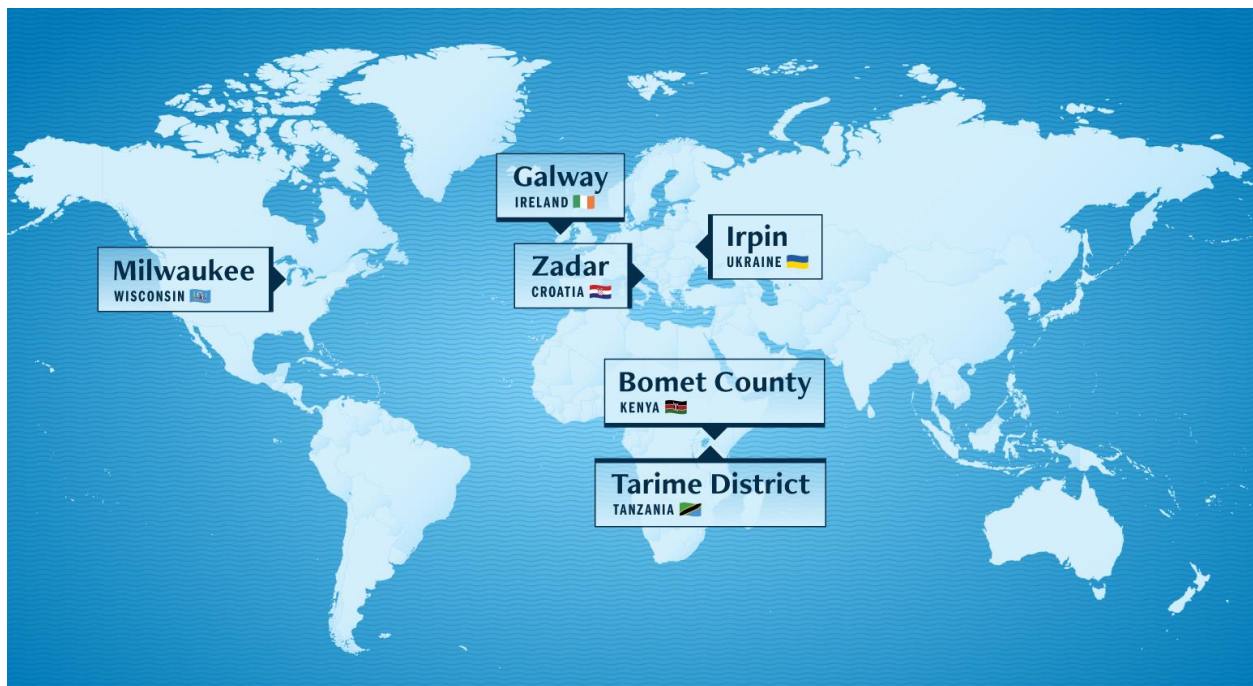 Galway
IRELAND
Irpin
UKRAINE
Milwaukee
WISCONSIN
Zadar
CROATIA
Bomet County
KENYA
Tarime District
TANZANIA